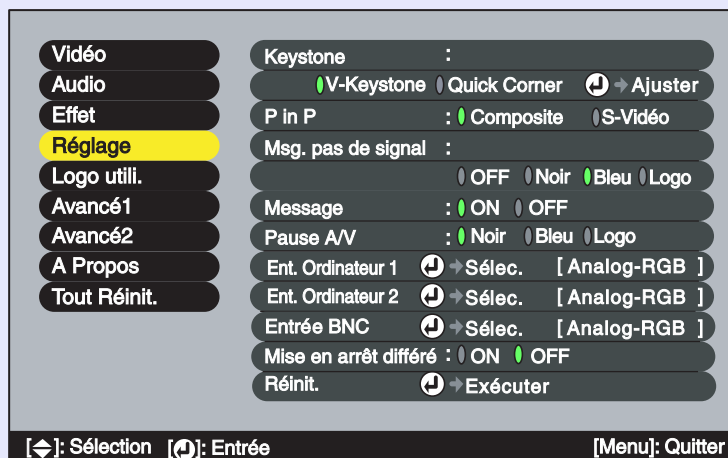 Vidéo
Audio
Effet
Réglage
Logo utili.
Avancé1
Avancé2
A Propos
Tout Réinit.
Keystone :
V-Keystone Quick Corner Ajuster
P in P : Composite S-Vidéo
Msg. pas de signal :
OFF Noir Bleu Logo
Message : ON OFF
Pause A/V : Noir Bleu Logo
Ent. Ordinateur 1 Sélec. [ Analog-RGB ]
Ent. Ordinateur 2 Sélec. [ Analog-RGB ]
Entrée BNC Sélec. [ Analog-RGB ]
Mise en arrêt différé : ON OFF
Réinit. Exécuter
[ ]: Sélection [ ]: Entrée [Menu]: Quitter